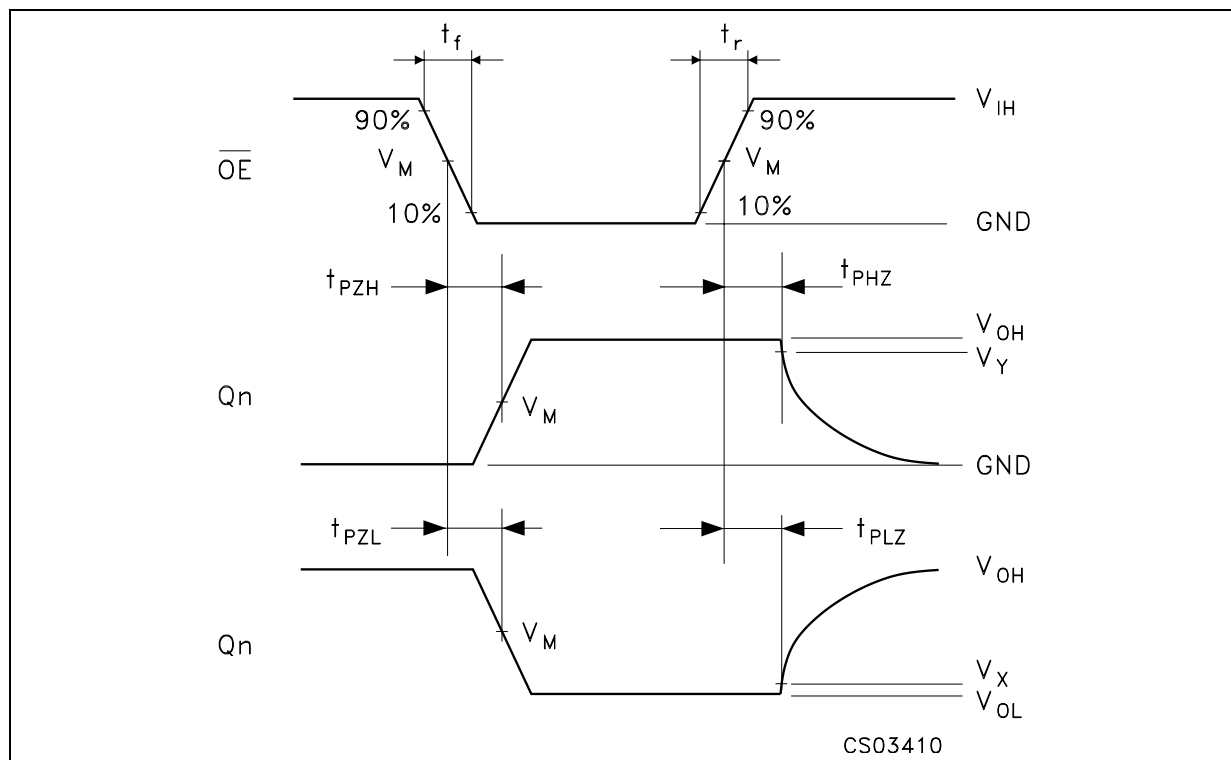 t_f
t_r
V_IH
90%
90%
O̅E̅
V_M
V_M
10%
10%
GND
t_PZH
t_PHZ
V_OH
V_Y
Qn
V_M
GND
t_PZL
t_PLZ
V_OH
Qn
V_M
V_X
V_OL
CS03410